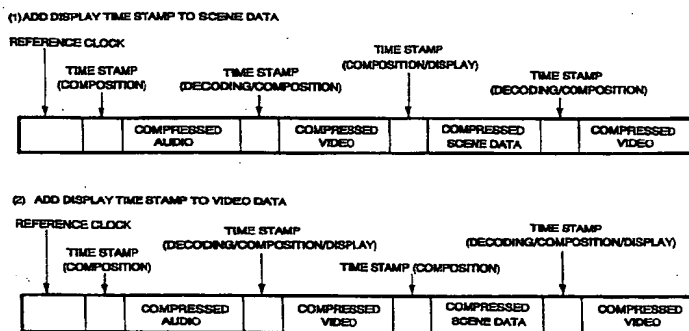 (1) ADD DISPLAY TIME STAMP TO SCENE DATA
REFERENCE CLOCK
TIME STAMP
(COMPOSITION)
TIME STAMP
(DECODING/COMPOSITION)
TIME STAMP
(COMPOSITION/DISPLAY)
TIME STAMP
(DECODING/COMPOSITION)
COMPRESSED
AUDIO
COMPRESSED
VIDEO
COMPRESSED
SCENE DATA
COMPRESSED
VIDEO
(2) ADD DISPLAY TIME STAMP TO VIDEO DATA
REFERENCE CLOCK
TIME STAMP
(COMPOSITION)
TIME STAMP
(DECODING/COMPOSITION/DISPLAY)
TIME STAMP (COMPOSITION)
TIME STAMP
(DECODING/COMPOSITION/DISPLAY)
COMPRESSED
AUDIO
COMPRESSED
VIDEO
COMPRESSED
SCENE DATA
COMPRESSED
VIDEO